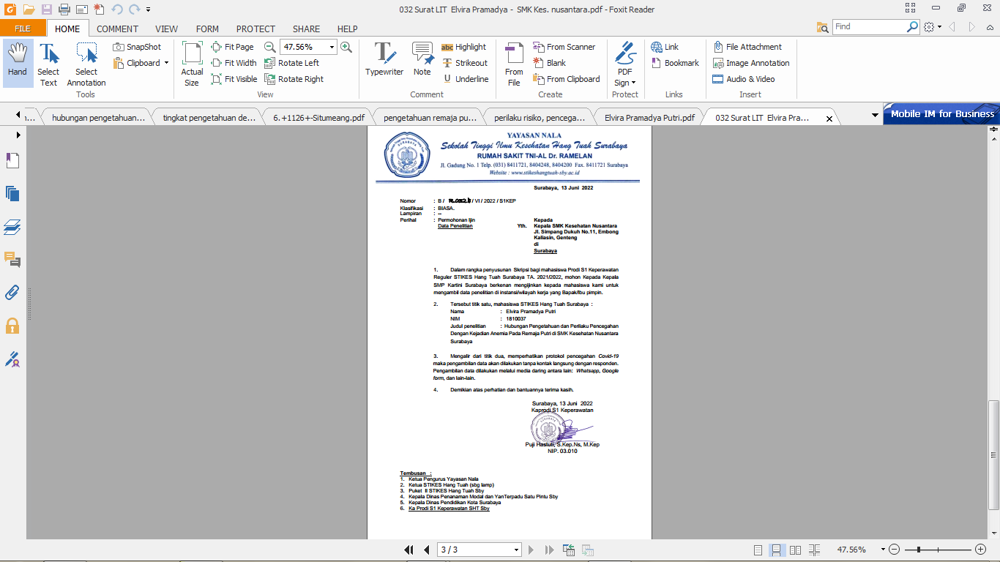 032 Surat LIT Elvira Pramadya - SMK Kes. nusantara.pdf - Foxit Reader
FILE HOME COMMENT VIEW FORM PROTECT SHARE HELP
Find
Hand
Select Text
Select Annotation
SnapShot
Clipboard
Tools
Actual Size
Fit Page
Fit Width
Fit Visible
47.56%
Rotate Left
Rotate Right
View
Typewriter
Note
Highlight
Strikeout
Underline
Comment
From File
From Scanner
Blank
From Clipboard
Create
PDF Sign
Protect
Link
Bookmark
Links
File Attachment
Image Annotation
Audio & Video
Insert
hubungan pengetahuan...
tingkat pengetahuan de...
6.+1126+-Situmeang.pdf
pengetahuan remaja pu...
perilaku risiko, pencega...
Elvira Pramadya Putri.pdf
032 Surat LIT Elvira Pra...
Mobile IM for Business
YAYASAN NALA
Sekolah Tinggi Ilmu Kesehatan Hang Tuah Surabaya
RUMAH SAKIT TNI-AL Dr. RAMELAN
Jl. Gadung No. 1 Telp. (031) 8411721, 8404248, 8404200 Fax. 8411721 Surabaya
Website : www.stikeshangtuah-sby.ac.id
Surabaya, 13 Juni 2022
Nomor : B / / VI / 2022 / S1KEP
Klasifikasi : BIASA.
Lampiran : --
Perihal : Permohonan Ijin
Data Penelitian
Kepada
Yth. Kepala SMK Kesehatan Nusantara
Jl. Simpang Dukuh No.11, Embong
Kaliasin, Genteng
di
Surabaya
1. Dalam rangka penyusunan Skripsi bagi mahasiswa Prodi S1 Keperawatan
Reguler STIKES Hang Tuah Surabaya TA. 2021/2022, mohon Kepada Kepala
SMP Kartini Surabaya berkenan mengijinkan kepada mahasiswa kami untuk
mengambil data penelitian di instansi/wilayah kerja yang Bapak/Ibu pimpin.
2. Tersebut titik satu, mahasiswa STIKES Hang Tuah Surabaya :
Nama : Elvira Pramadya Putri
NIM : 1810037
Judul penelitian : Hubungan Pengetahuan dan Perilaku Pencegahan
Dengan Kejadian Anemia Pada Remaja Putri di SMK Kesehatan Nusantara
Surabaya
3. Mengalir dari titik dua, memperhatikan protokol pencegahan Covid-19
maka pengambilan data akan dilakukan tanpa kontak langsung dengan responden.
Pengambilan data dilakukan melalui media daring antara lain: Whatsapp, Google
form, dan lain-lain.
4. Demikian atas perhatian dan bantuannya terima kasih.
Surabaya, 13 Juni 2022
Kaprodi S1 Keperawatan
Puji Hastuti, S.Kep.Ns, M.Kep
NIP. 03.010
Tembusan :
1. Ketua Pengurus Yayasan Nala
2. Ketua STIKES Hang Tuah (sbg lamp)
3. Puket II STIKES Hang Tuah Sby
4. Kepala Dinas Penanaman Modal dan YanTerpadu Satu Pintu Sby
5. Kepala Dinas Pendidikan Kota Surabaya
6. Ka Prodi S1 Keperawatan SHT Sby
3 / 3
47.56%